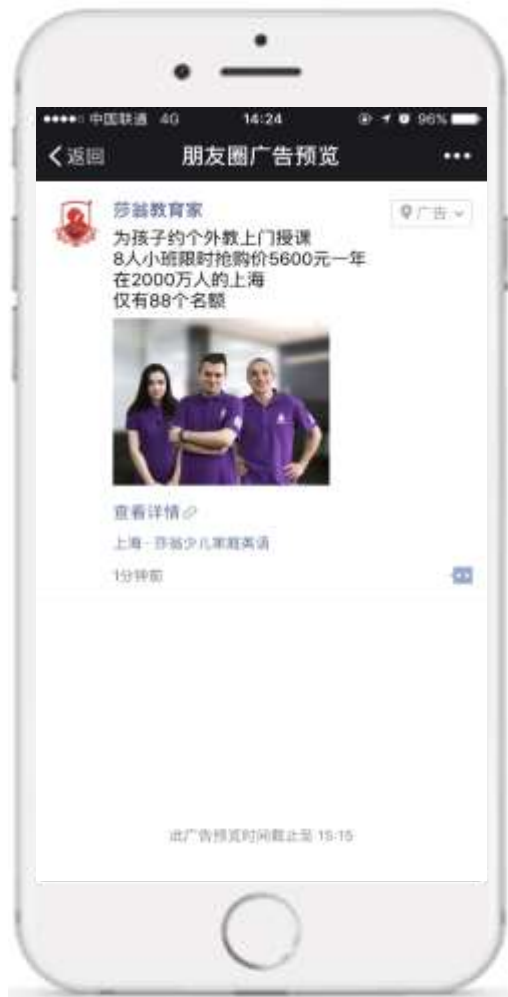 中国联通 4G 14:24 96%
返回 朋友圈广告预览
莎翁教育家 广告
为孩子约个外教上门授课
8人小班限时抢购价5600元一年
在2000万人的上海
仅有88个名额
查看详情
上海·莎翁少儿家庭英语
1分钟前
此广告预览时间截止至 15:15